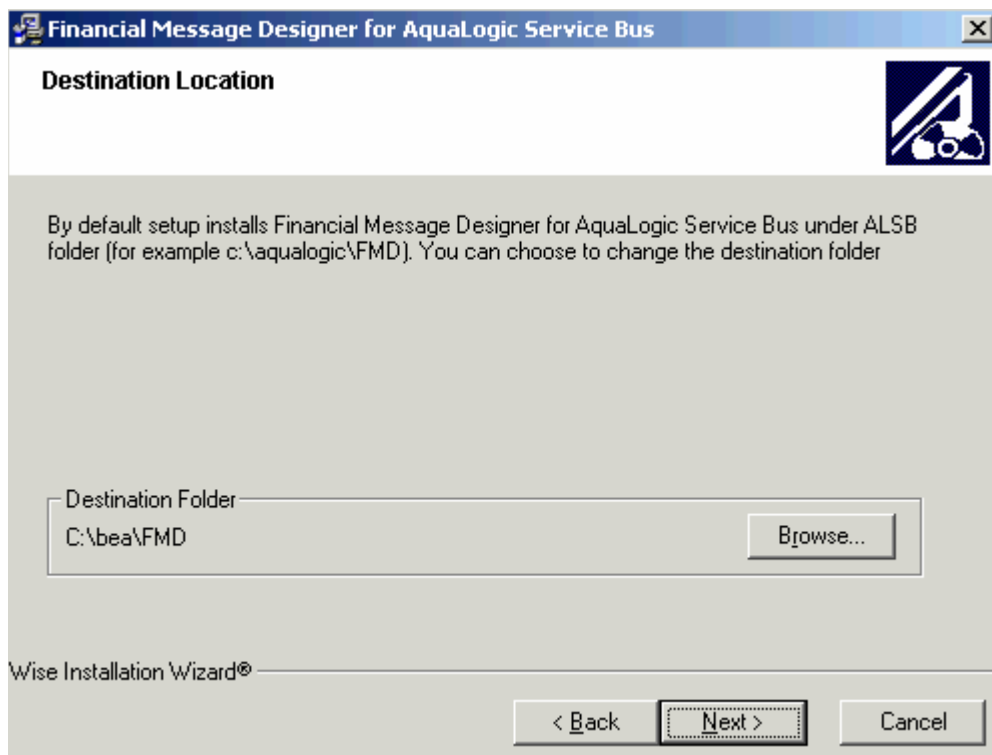 Financial Message Designer for AquaLogic Service Bus
Destination Location
By default setup installs Financial Message Designer for AquaLogic Service Bus under ALSB
folder (for example c:\aqualogic\FMD). You can choose to change the destination folder
Destination Folder
C:\bea\FMD
Browse...
Wise Installation Wizard®
< Back
Next >
Cancel